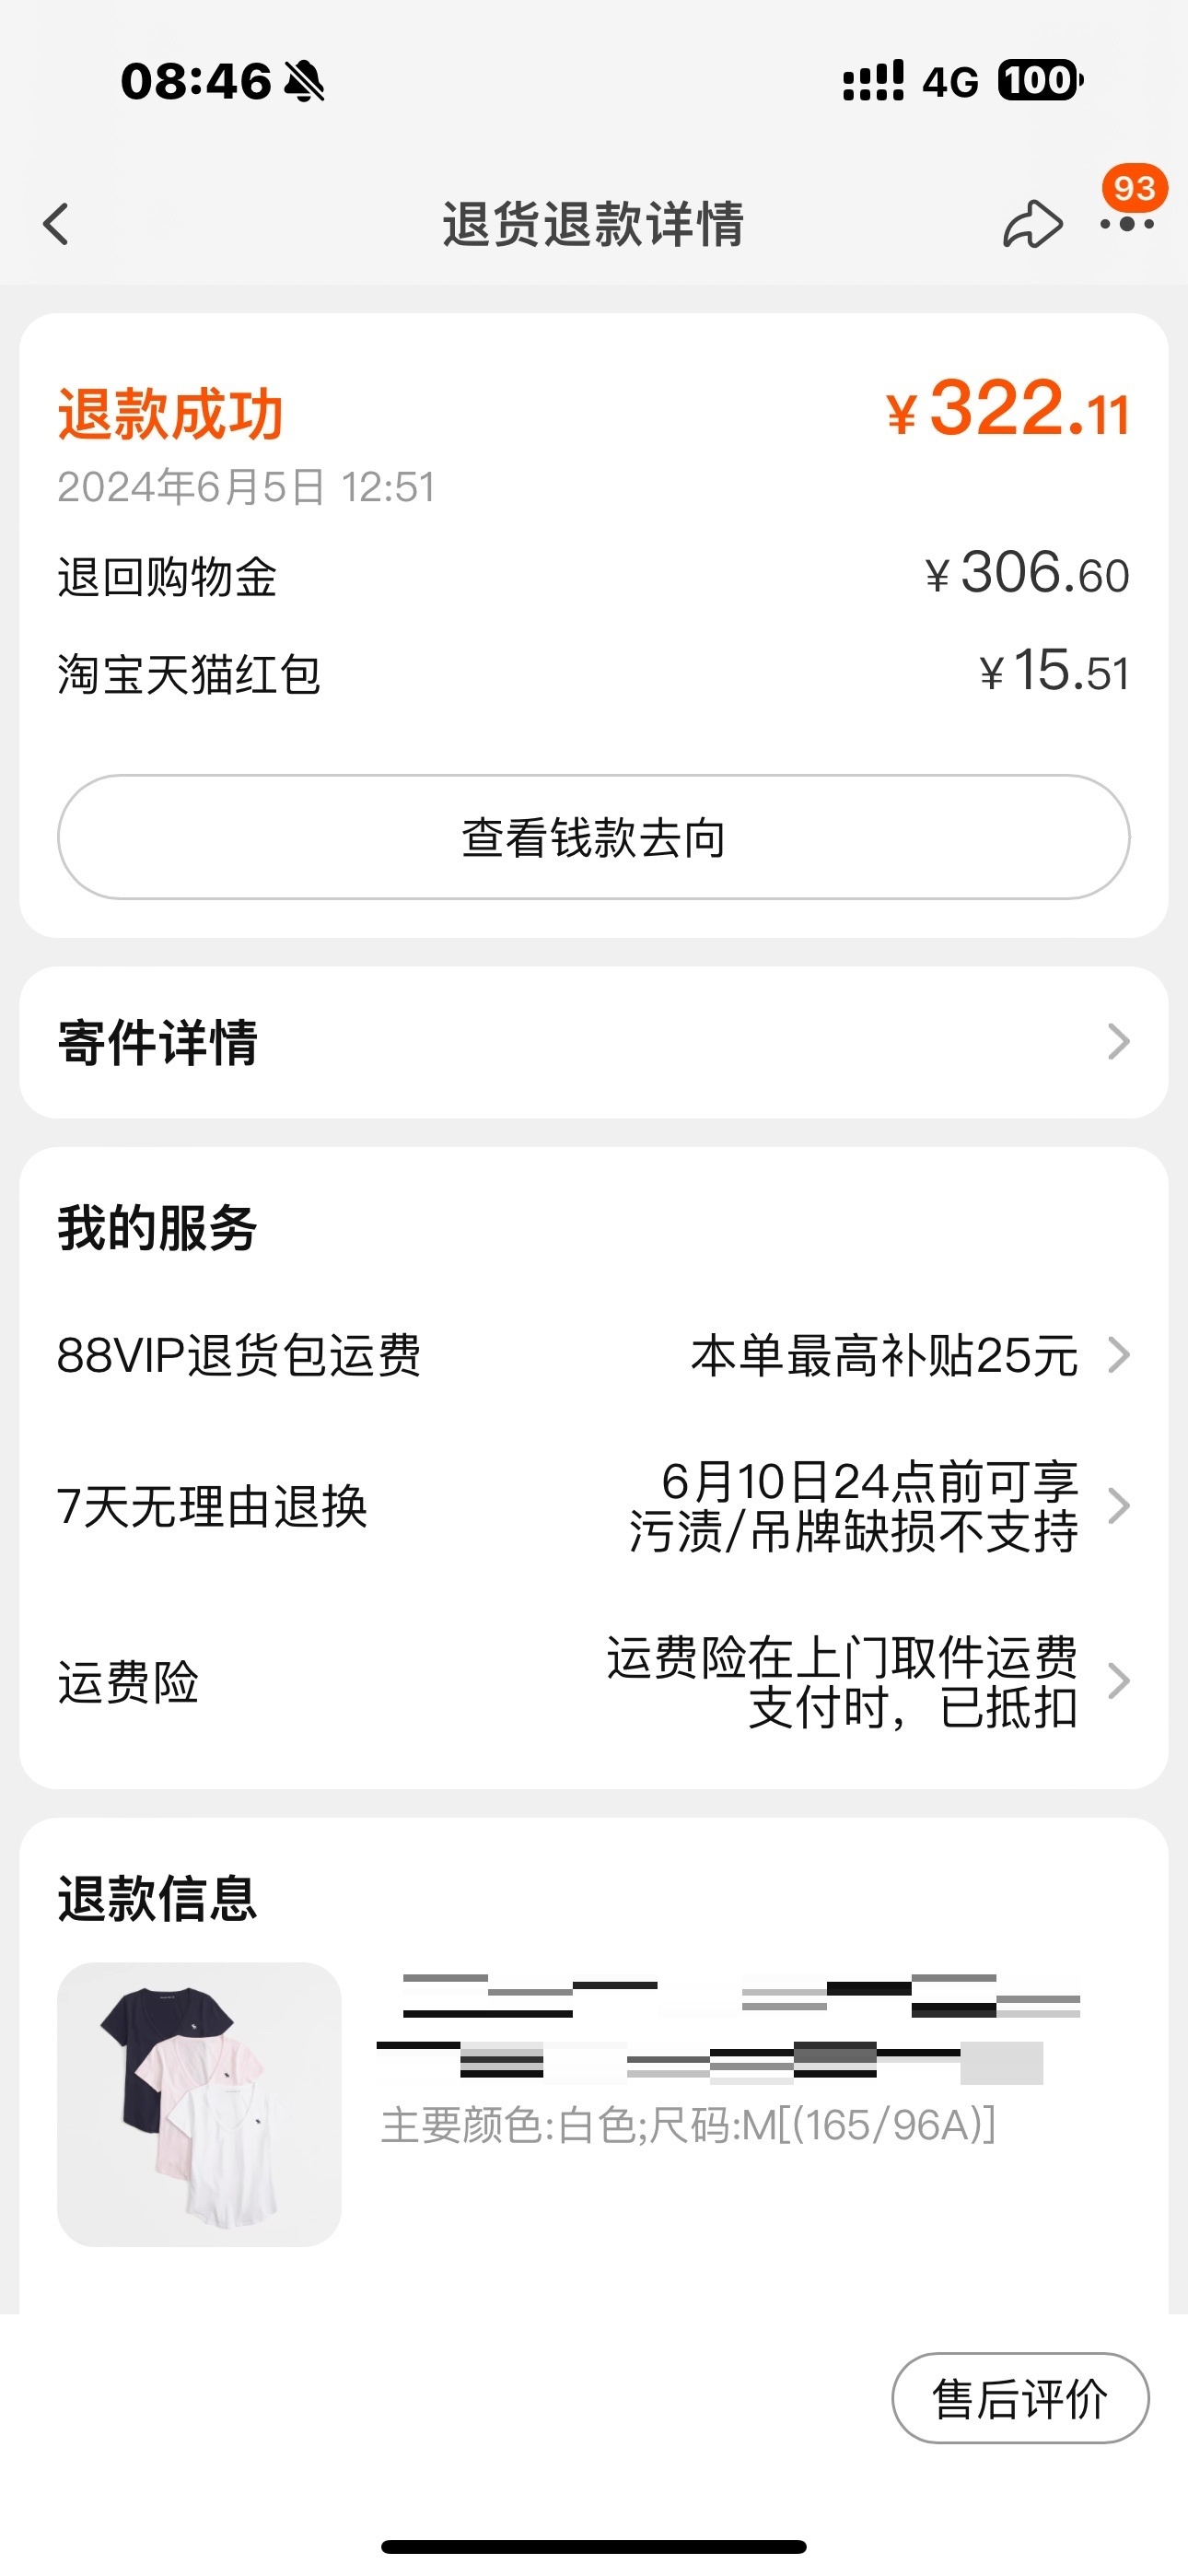 08:46
4G 100
93
退货退款详情
退款成功 ¥322.11
2024年6月5日 12:51
退回购物金 ¥306.60
淘宝天猫红包 ¥15.51
查看钱款去向
寄件详情
我的服务
88VIP退货包运费 本单最高补贴25元
7天无理由退换 6月10日24点前可享
污渍/吊牌缺损不支持
运费险 运费险在上门取件运费
支付时，已抵扣
退款信息
主要颜色:白色;尺码:M[(165/96A)]
售后评价